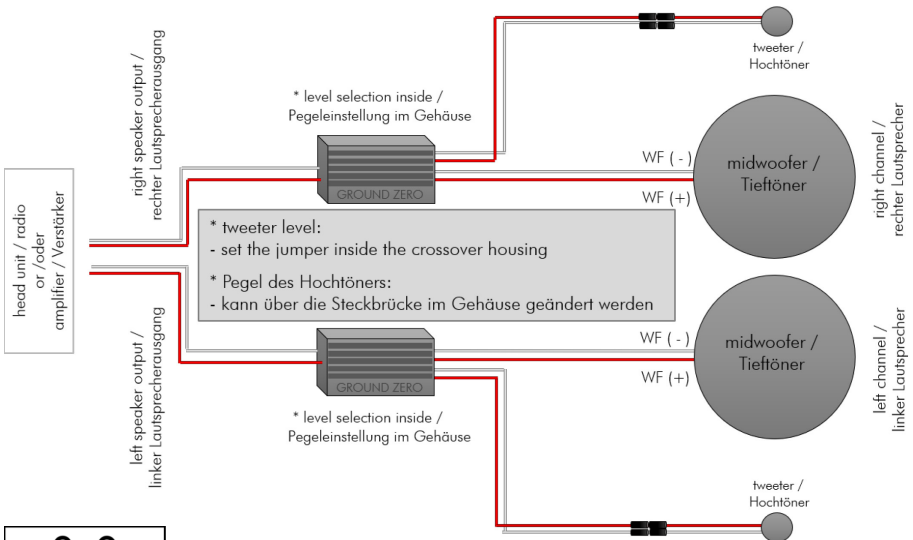 tweeter /
Hochtöner
right speaker output /
rechter Lautsprecherausgang
* level selection inside /
Pegeleinstellung im Gehäuse
GROUND ZERO
WF ( - )
WF (+)
midwoofer /
Tieftöner
right channel /
rechter Lautsprecher
head unit / radio
or /oder
amplifier / Verstärker
* tweeter level:
- set the jumper inside the crossover housing
* Pegel des Hochtöners:
- kann über die Steckbrücke im Gehäuse geändert werden
left speaker output /
linker Lautsprecherausgang
GROUND ZERO
* level selection inside /
Pegeleinstellung im Gehäuse
WF ( - )
WF (+)
midwoofer /
Tieftöner
left channel /
linker Lautsprecher
tweeter /
Hochtöner